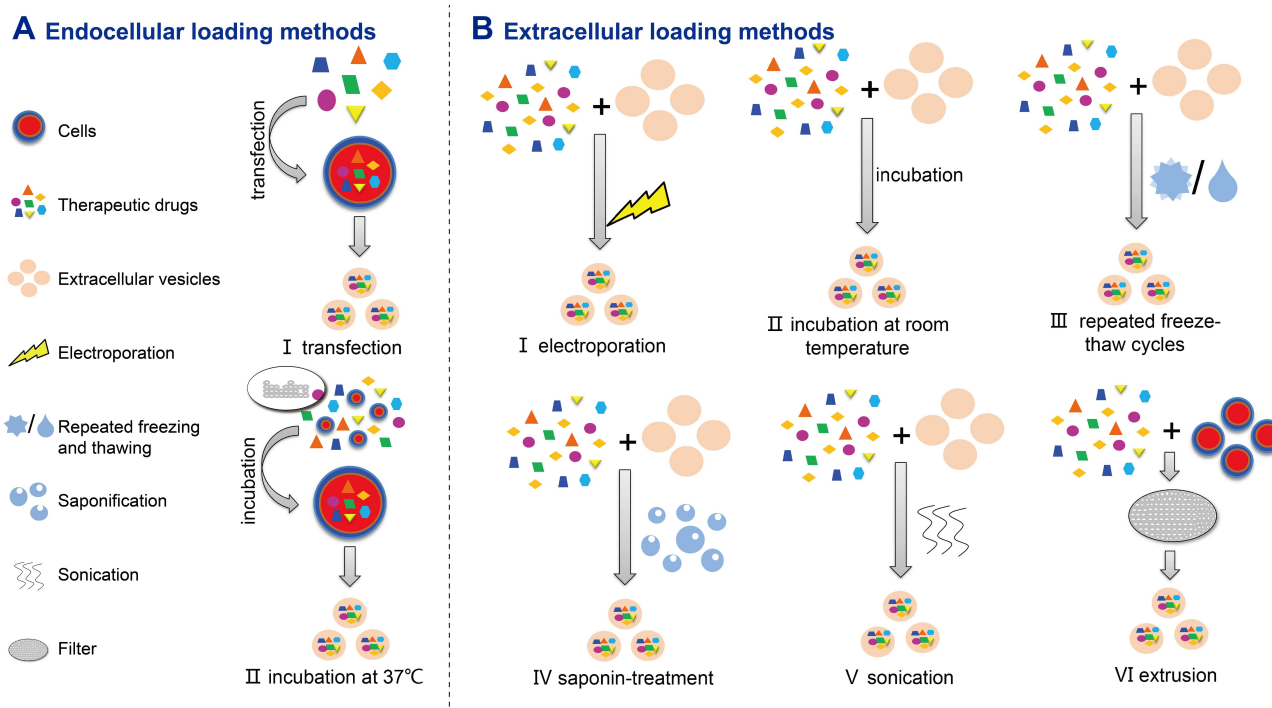 A Endocellular loading methods
Cells
Therapeutic drugs
Extracellular vesicles
Electroporation
Repeated freezing
and thawing
Saponification
Sonication
Filter
transfection
Ⅰ transfection
incubation
Ⅱ incubation at 37℃
B Extracellular loading methods
+
Ⅰ electroporation
+
incubation
Ⅱ incubation at room
temperature
+
/
Ⅲ repeated freeze-
thaw cycles
+
Ⅳ saponin-treatment
+
Ⅴ sonication
+
Ⅵ extrusion